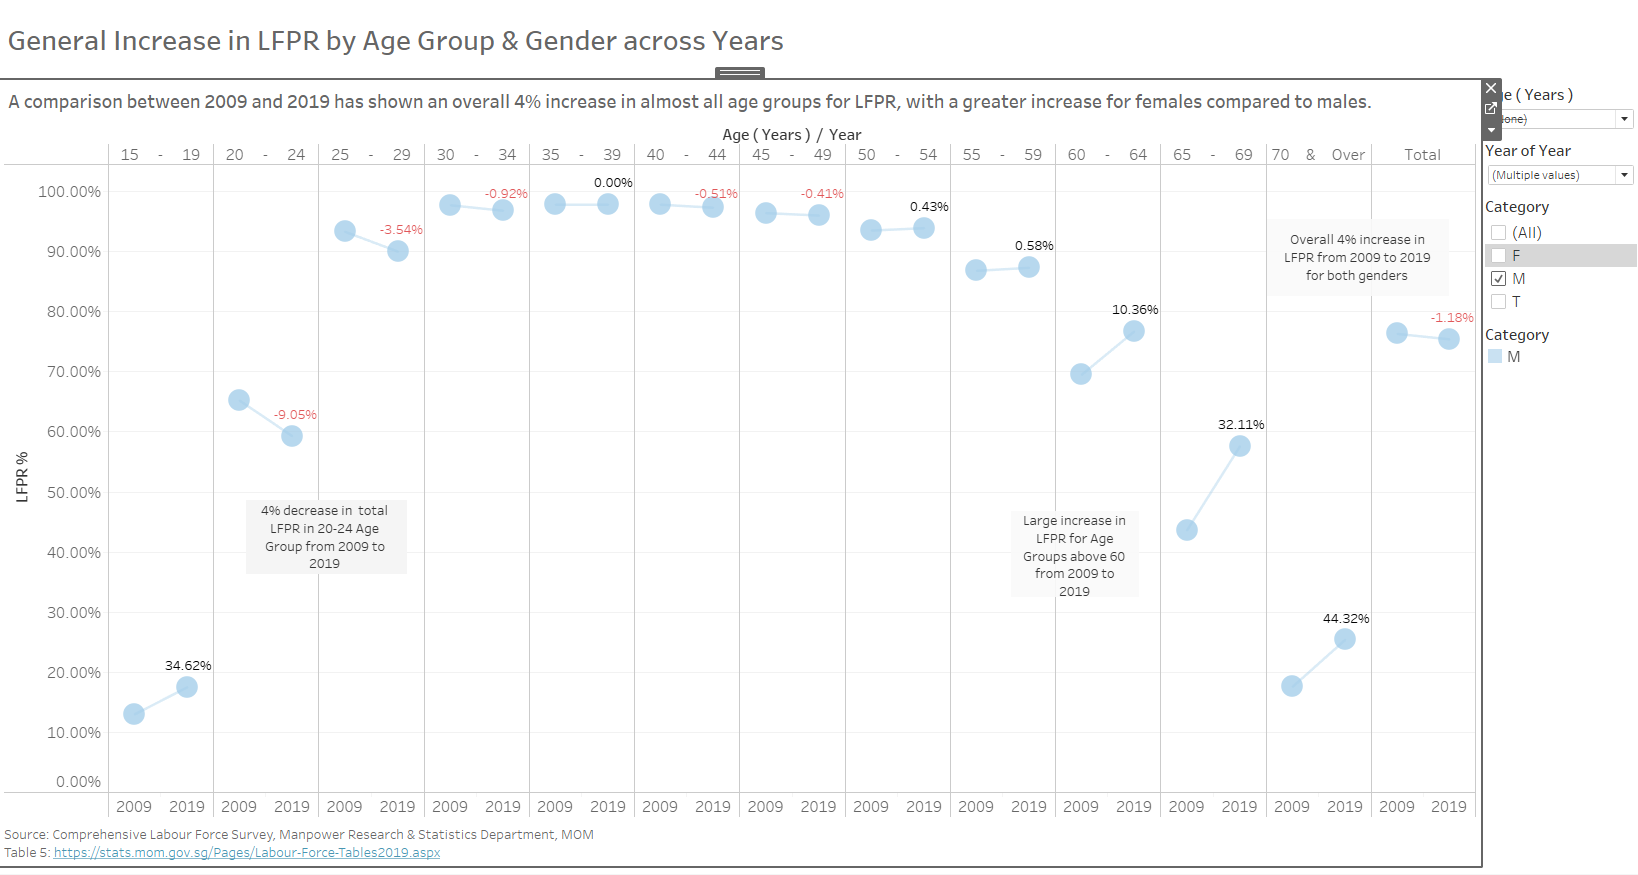 General Increase in LFPR by Age Group & Gender across Years
A comparison between 2009 and 2019 has shown an overall 4% increase in almost all age groups for LFPR, with a greater increase for females compared to males.
Age ( Years ) / Year
15 - 19 20 - 24 25 - 29 30 - 34 35 - 39 40 - 44 45 - 49 50 - 54 55 - 59 60 - 64 65 - 69 70 & Over Total
LFPR %
100.00%
90.00%
80.00%
70.00%
60.00%
50.00%
40.00%
30.00%
20.00%
10.00%
0.00%
34.62%
-9.05%
-3.54%
-0.92%
0.00%
-0.51%
-0.41%
0.43%
0.58%
10.36%
32.11%
44.32%
-1.18%
4% decrease in total
LFPR in 20-24 Age
Group from 2009 to
2019
Large increase in
LFPR for Age
Groups above 60
from 2009 to
2019
Overall 4% increase in
LFPR from 2009 to 2019
for both genders
2009 2019 2009 2019 2009 2019 2009 2019 2009 2019 2009 2019 2009 2019 2009 2019 2009 2019 2009 2019 2009 2019 2009 2019 2009 2019
Source: Comprehensive Labour Force Survey, Manpower Research & Statistics Department, MOM
Table 5: https://stats.mom.gov.sg/Pages/Labour-Force-Tables2019.aspx
ge ( Years )
one)
Year of Year
(Multiple values)
Category
(All)
F
M
T
Category
M